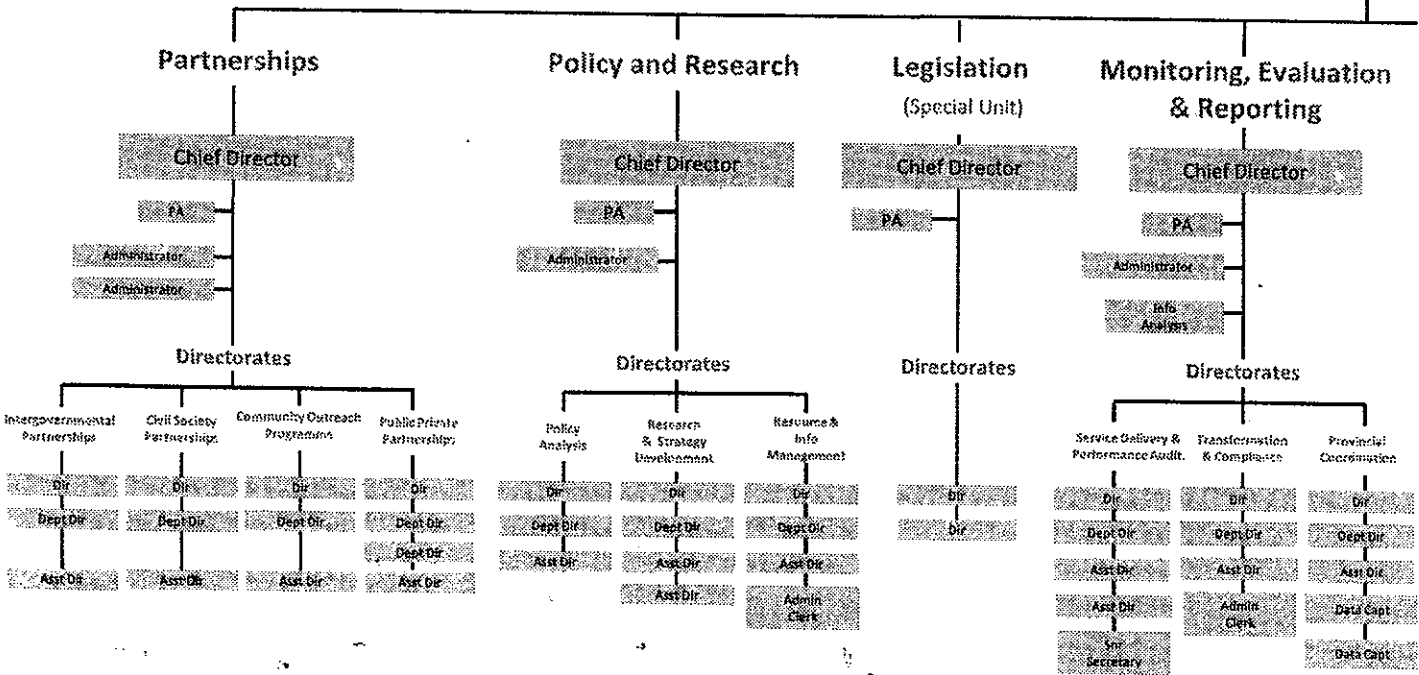 Partnerships
Chief Director
PA
Administrator
Administrator
Directorates
Intergovernmental
Partnerships
Dir
Dept Dir
Asst Dir
Civil Society
Partnerships
Dir
Dept Dir
Asst Dir
Community Outreach
Programme
Dir
Dept Dir
Asst Dir
Public Private
Partnerships
Dir
Dept Dir
Dept Dir
Asst Dir
Policy and Research
Chief Director
PA
Administrator
Directorates
Policy
Analysis
Dir
Dept Dir
Asst Dir
Research
& Strategy
Development
Dir
Dept Dir
Asst Dir
Asst Dir
Resource &
Info
Management
Dir
Dept Dir
Asst Dir
Admin
Clerk
Legislation
(Special Unit)
Chief Director
PA
Directorates
Dir
Dir
Monitoring, Evaluation
& Reporting
Chief Director
PA
Administrator
Info
Analysis
Directorates
Service Delivery &
Performance Audit.
Dir
Dept Dir
Asst Dir
Asst Dir
Snr
Secretary
Transformation
& Compliance
Dir
Dept Dir
Asst Dir
Admin
Clerk
Provincial
Coordination
Dir
Dept Dir
Asst Dir
Data Capt
Data Capt